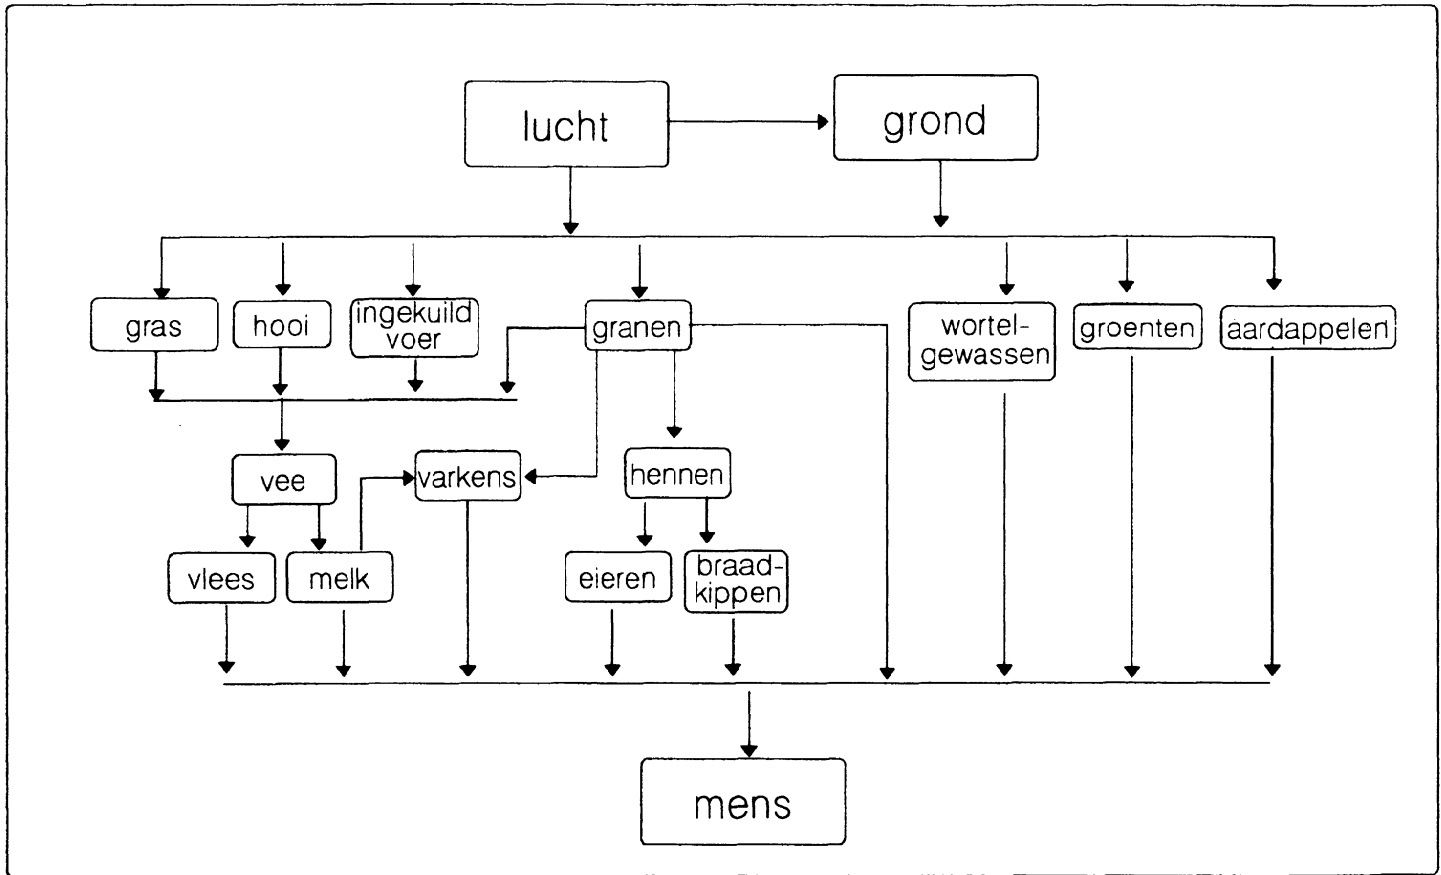 lucht
grond
gras
hooi
ingekuild
voer
granen
wortel-
gewassen
groenten
aardappelen
vee
varkens
hennen
vlees
melk
eieren
braad-
kippen
mens